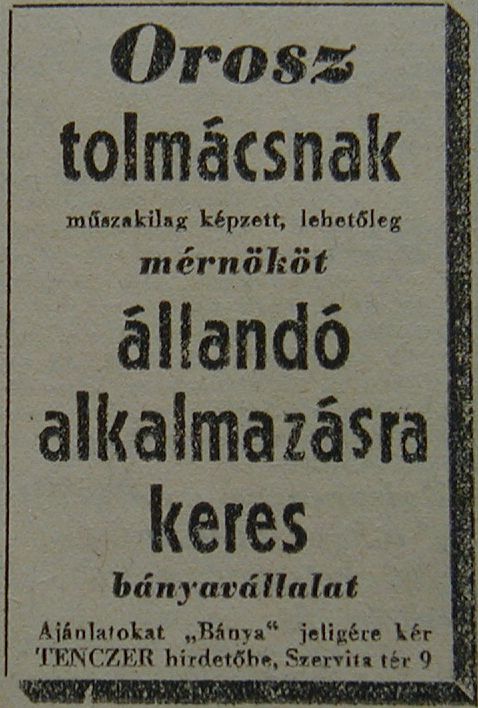 Orosz
tolmácsnak
műszakilag képzett, lehetőleg
mérnököt
állandó
alkalmazásra
keres
bányavállalat
Ajánlatokat „Bánya“ jeligére kér
TENCZER hirdetőbe, Szervita tér 9